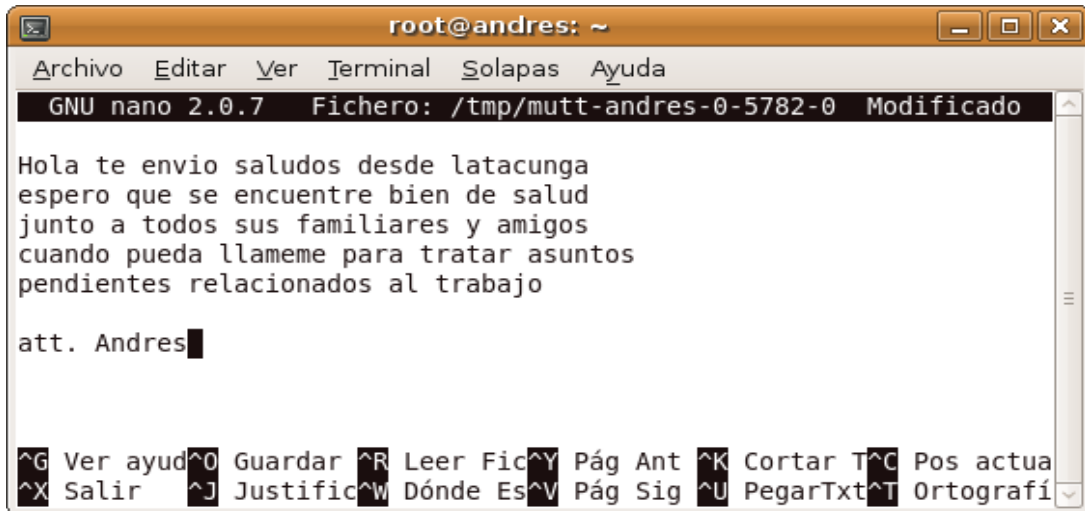 root@andres: ~
Archivo Editar Ver Terminal Solapas Ayuda
GNU nano 2.0.7 Fichero: /tmp/mutt-andres-0-5782-0 Modificado
Hola te envio saludos desde latacunga
espero que se encuentre bien de salud
junto a todos sus familiares y amigos
cuando pueda llameme para tratar asuntos
pendientes relacionados al trabajo
att. Andres
^G Ver ayud^O Guardar ^R Leer Fic^Y Pág Ant ^K Cortar T^C Pos actua
^X Salir ^J Justific^W Dónde Es^V Pág Sig ^U PegarTxt^T Ortografí